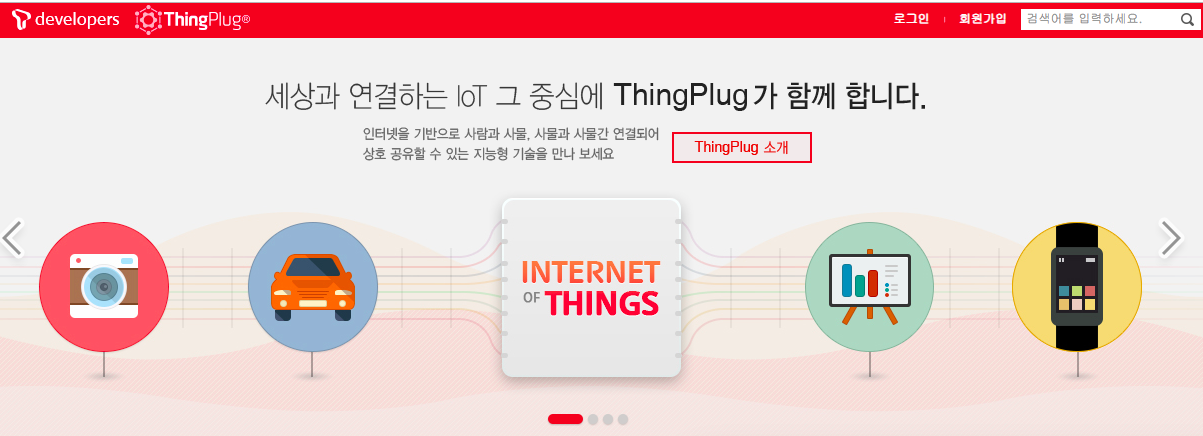 developers ThingPlug®
로그인 회원가입 검색어를 입력하세요.
세상과 연결하는 IoT 그 중심에 ThingPlug가 함께 합니다.
인터넷을 기반으로 사람과 사물, 사물과 사물간 연결되어
상호 공유할 수 있는 지능형 기술을 만나 보세요
ThingPlug 소개
INTERNET
OF THINGS